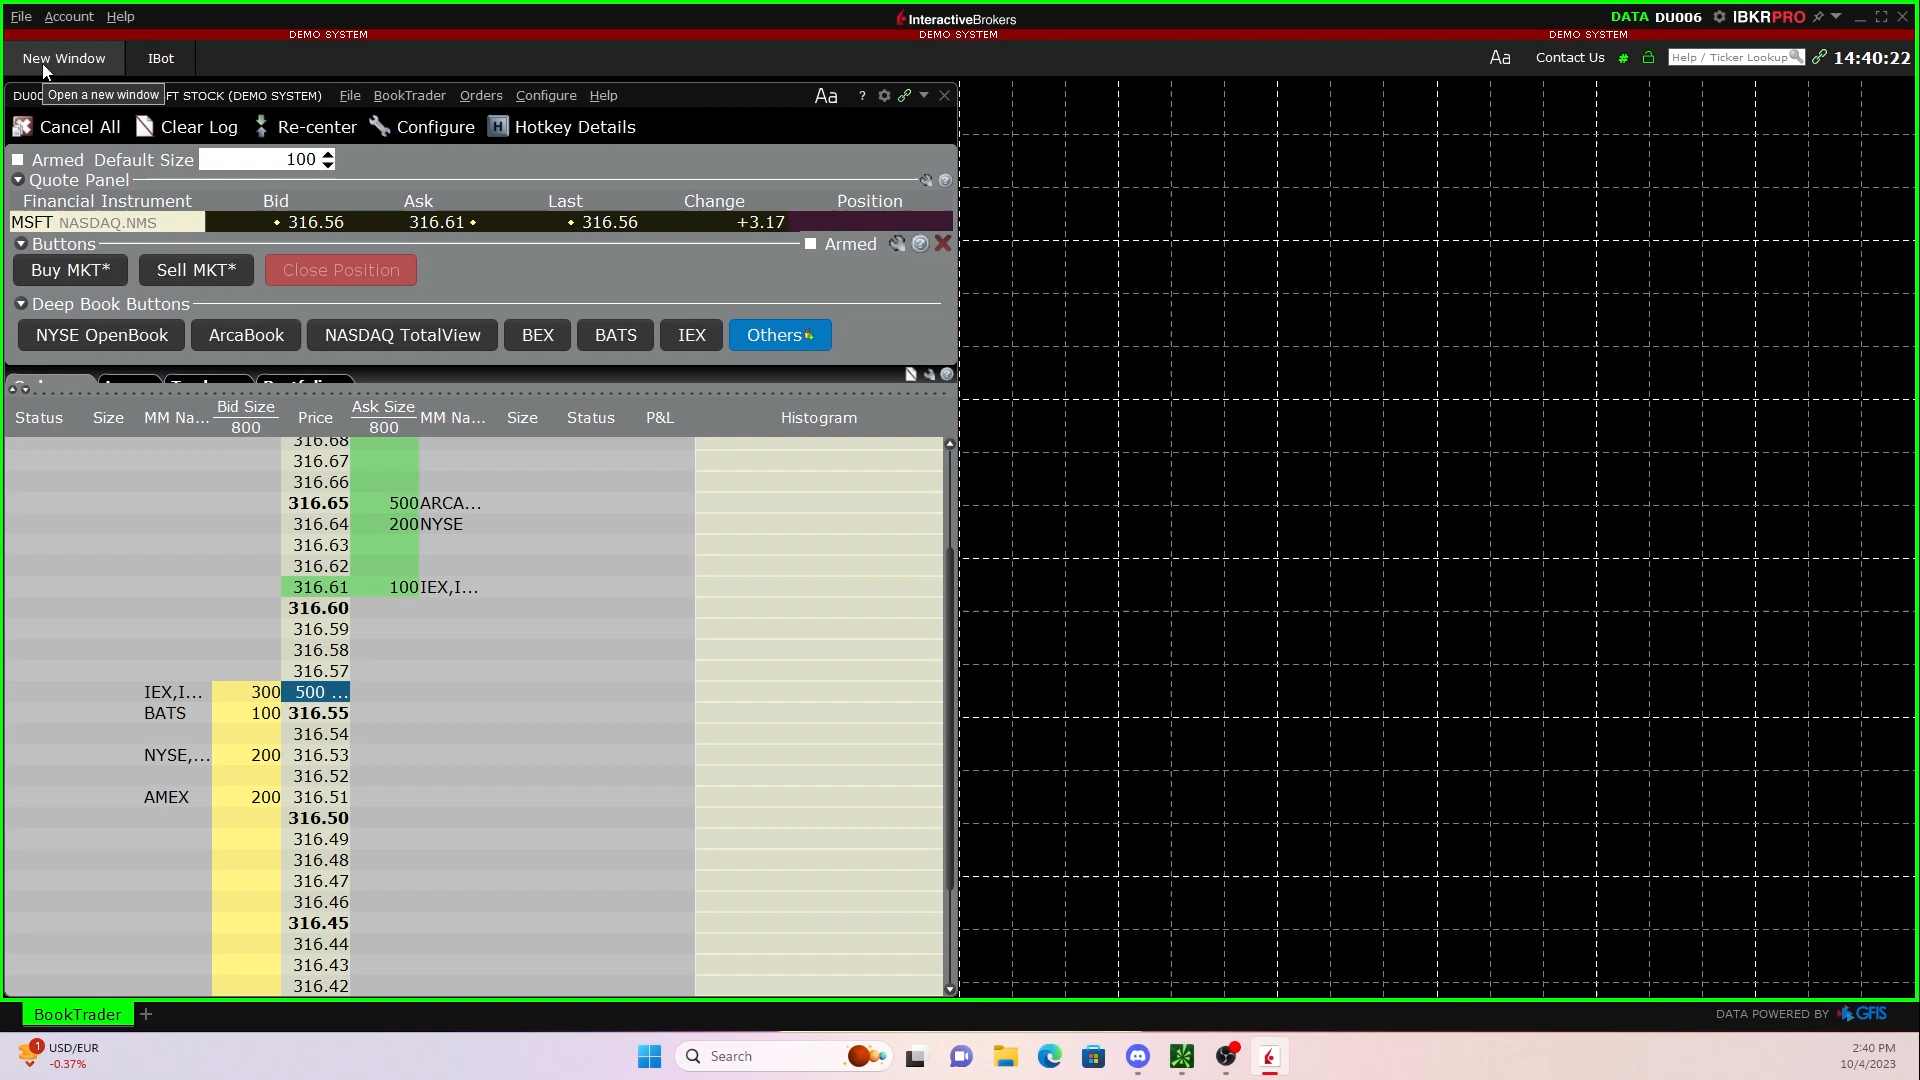 File Account Help
InteractiveBrokers
DATA DU006 IBKRPRO
DEMO SYSTEM DEMO SYSTEM DEMO SYSTEM
New Window IBot
Aa Contact Us # Help / Ticker Lookup 14:40:22
Open a new window
FT STOCK (DEMO SYSTEM) File BookTrader Orders Configure Help Aa ?
Cancel All Clear Log Re-center Configure H Hotkey Details
Armed Default Size 100
Quote Panel
Financial Instrument Bid Ask Last Change Position
MSFT NASDAQ.NMS 316.56 316.61 316.56 +3.17
Buttons Armed
Buy MKT* Sell MKT* Close Position
Deep Book Buttons
NYSE OpenBook ArcaBook NASDAQ TotalView BEX BATS IEX Others
Status Size MM Na... Bid Size Price Ask Size MM Na... Size Status P&L Histogram
800 800
316.68
316.67
316.66
316.65 500 ARCA...
316.64 200 NYSE
316.63
316.62
316.61 100 IEX,I...
316.60
316.59
316.58
316.57
IEX,I... 300 500 ...
BATS 100 316.55
316.54
NYSE,... 200 316.53
316.52
AMEX 200 316.51
316.50
316.49
316.48
316.47
316.46
316.45
316.44
316.43
316.42
BookTrader +
DATA POWERED BY GFIS
1 USD/EUR
-0.37%
Search
2:40 PM
10/4/2023